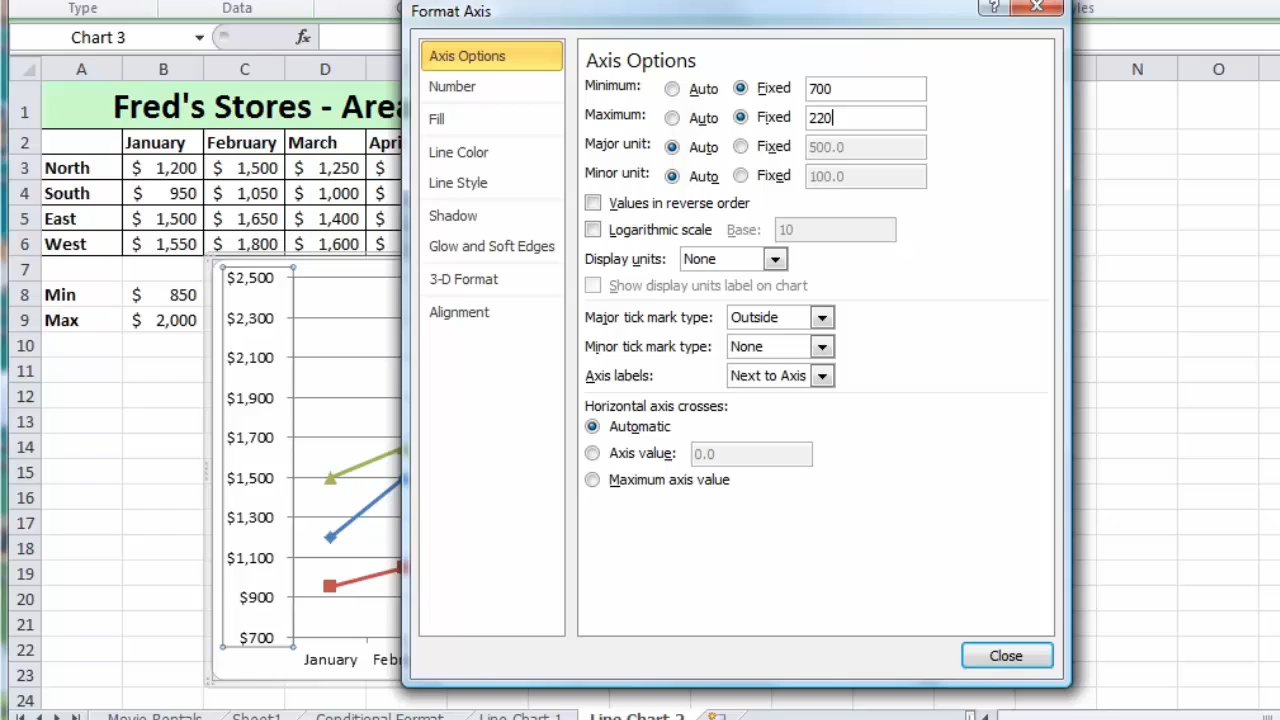 Type Data
Format Axis
?
Chart 3 fx
A B C D N O
1 Fred's Stores - Area
2 January February March Apri
3 North $ 1,200 $ 1,500 $ 1,250 $
4 South $ 950 $ 1,050 $ 1,000 $
5 East $ 1,500 $ 1,650 $ 1,400 $
6 West $ 1,550 $ 1,800 $ 1,600 $
7
8 Min $ 850
9 Max $ 2,000
10
11
12
13
14
15
16
17
18
19
20
21
22
23
24
$2,500
$2,300
$2,100
$1,900
$1,700
$1,500
$1,300
$1,100
$900
$700
January Feb
Axis Options
Number
Fill
Line Color
Line Style
Shadow
Glow and Soft Edges
3-D Format
Alignment
Axis Options
Minimum: Auto Fixed 700
Maximum: Auto Fixed 220
Major unit: Auto Fixed 500.0
Minor unit: Auto Fixed 100.0
Values in reverse order
Logarithmic scale Base: 10
Display units: None
Show display units label on chart
Major tick mark type: Outside
Minor tick mark type: None
Axis labels: Next to Axis
Horizontal axis crosses:
Automatic
Axis value: 0.0
Maximum axis value
Close
Movie Rentals Sheet1 Conditional Format Line Chart 1 Line Chart 2